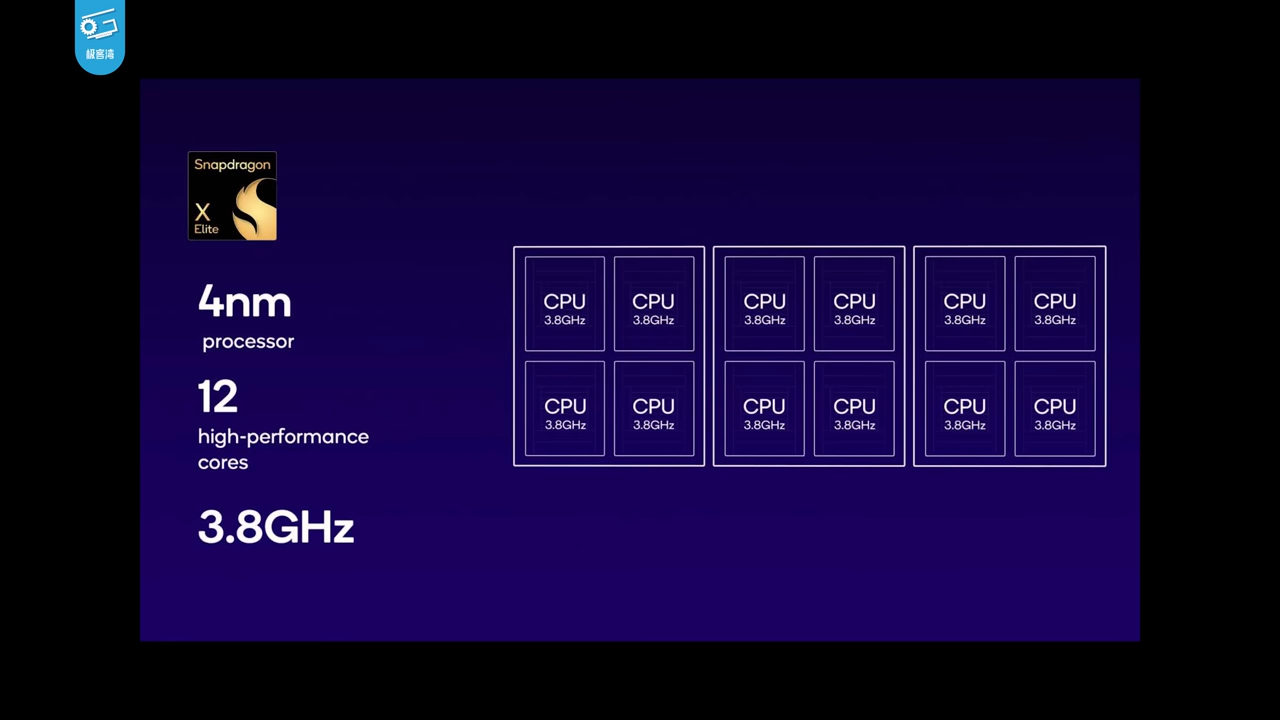 极客湾
Snapdragon
X
Elite
4nm
processor
12
high-performance
cores
3.8GHz
CPU CPU CPU CPU CPU CPU
3.8GHz 3.8GHz 3.8GHz 3.8GHz 3.8GHz 3.8GHz
CPU CPU CPU CPU CPU CPU
3.8GHz 3.8GHz 3.8GHz 3.8GHz 3.8GHz 3.8GHz